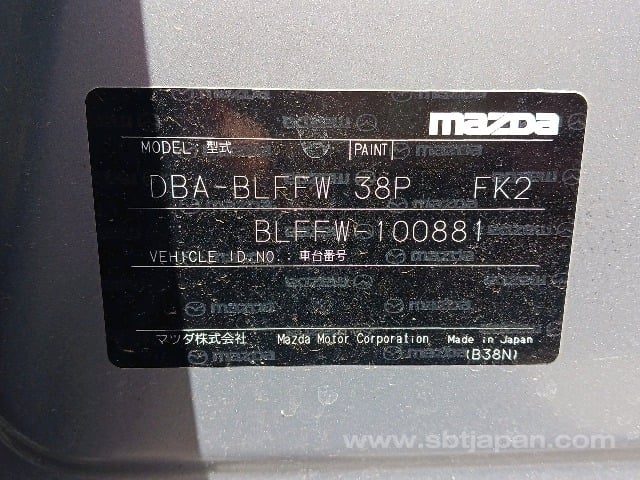 mazda
MODEL : 型式 PAINT
DBA-BLFFW 38P FK2
BLFFW-100881
VEHICLE ID.NO. : 車台番号
マツダ株式会社 Mazda Motor Corporation Made in Japan
(B38N)
www.sbtjapan.com